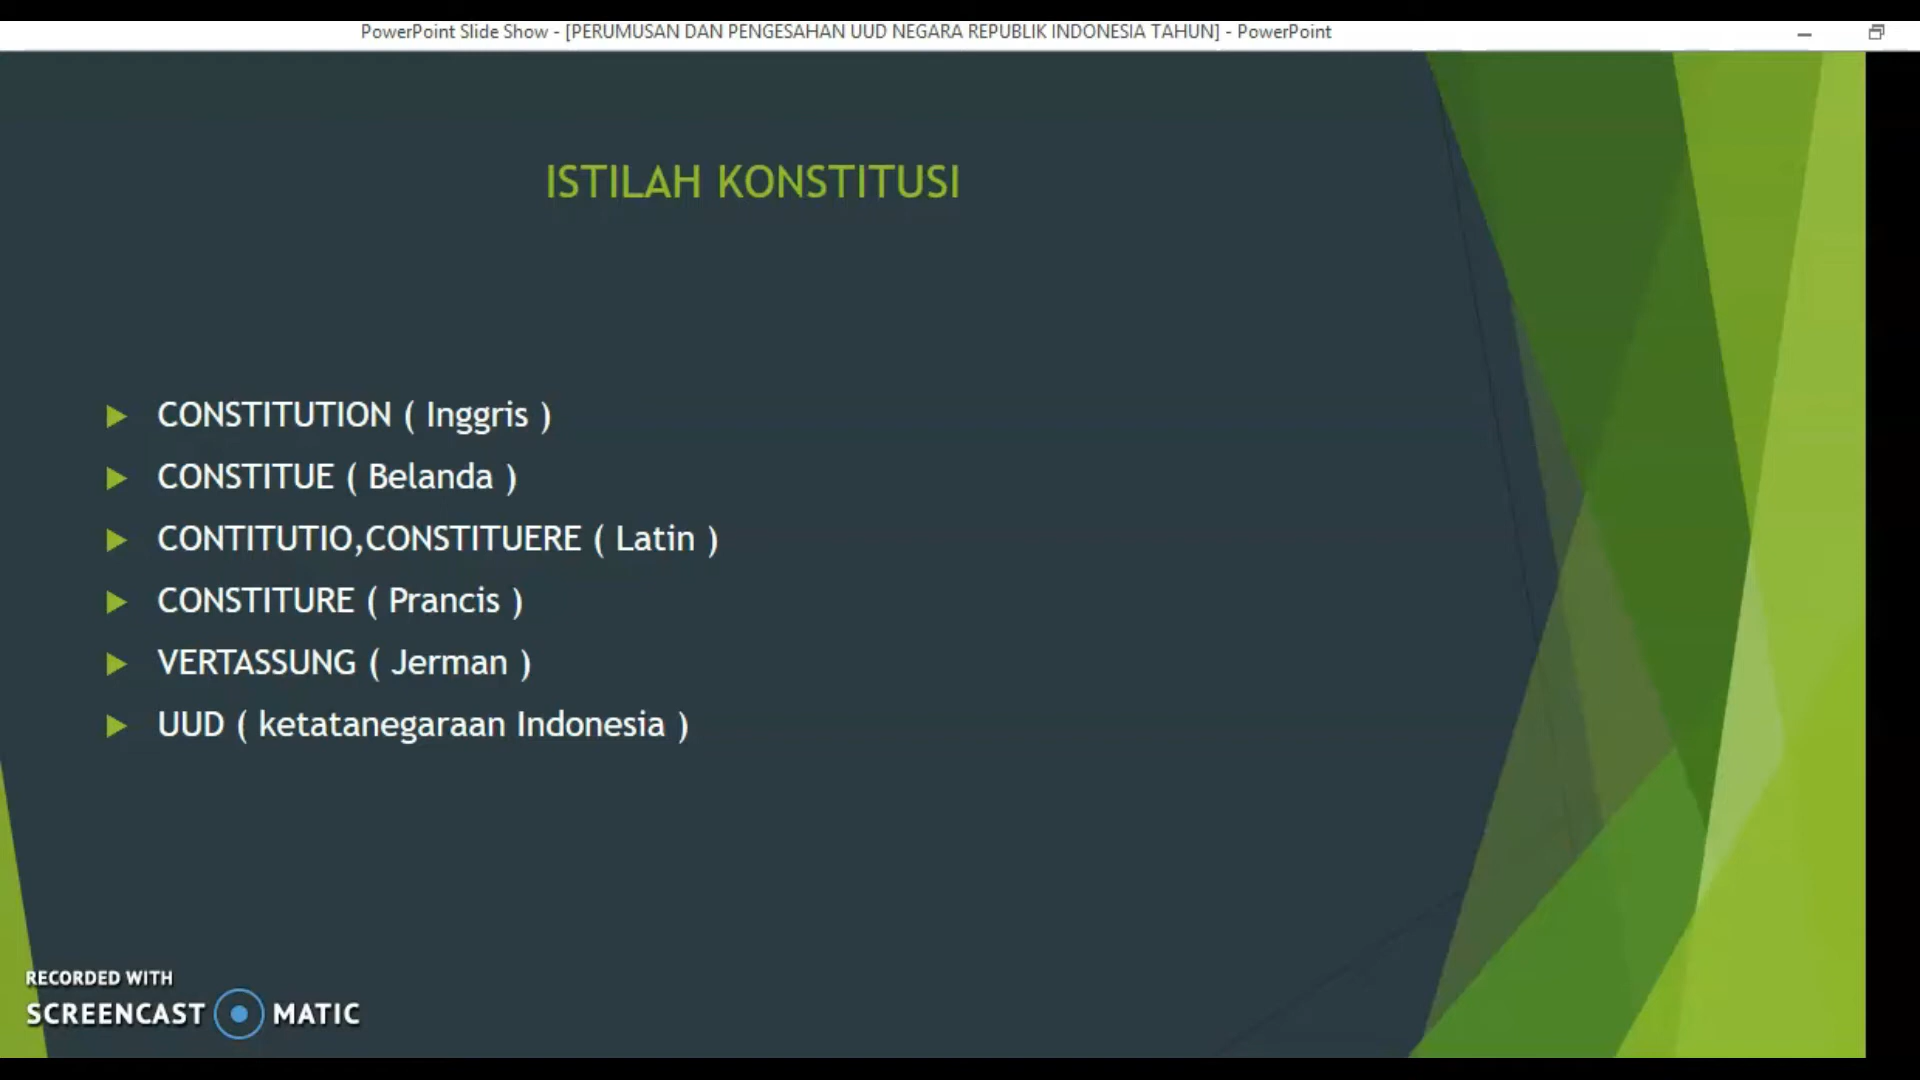 PowerPoint Slide Show - [PERUMUSAN DAN PENGESAHAN UUD NEGARA REPUBLIK INDONESIA TAHUN] - PowerPoint
ISTILAH KONSTITUSI
CONSTITUTION ( Inggris )
CONSTITUE ( Belanda )
CONTITUTIO,CONSTITUERE ( Latin )
CONSTITURE ( Prancis )
VERTASSUNG ( Jerman )
UUD ( ketatanegaraan Indonesia )
RECORDED WITH
SCREENCAST MATIC